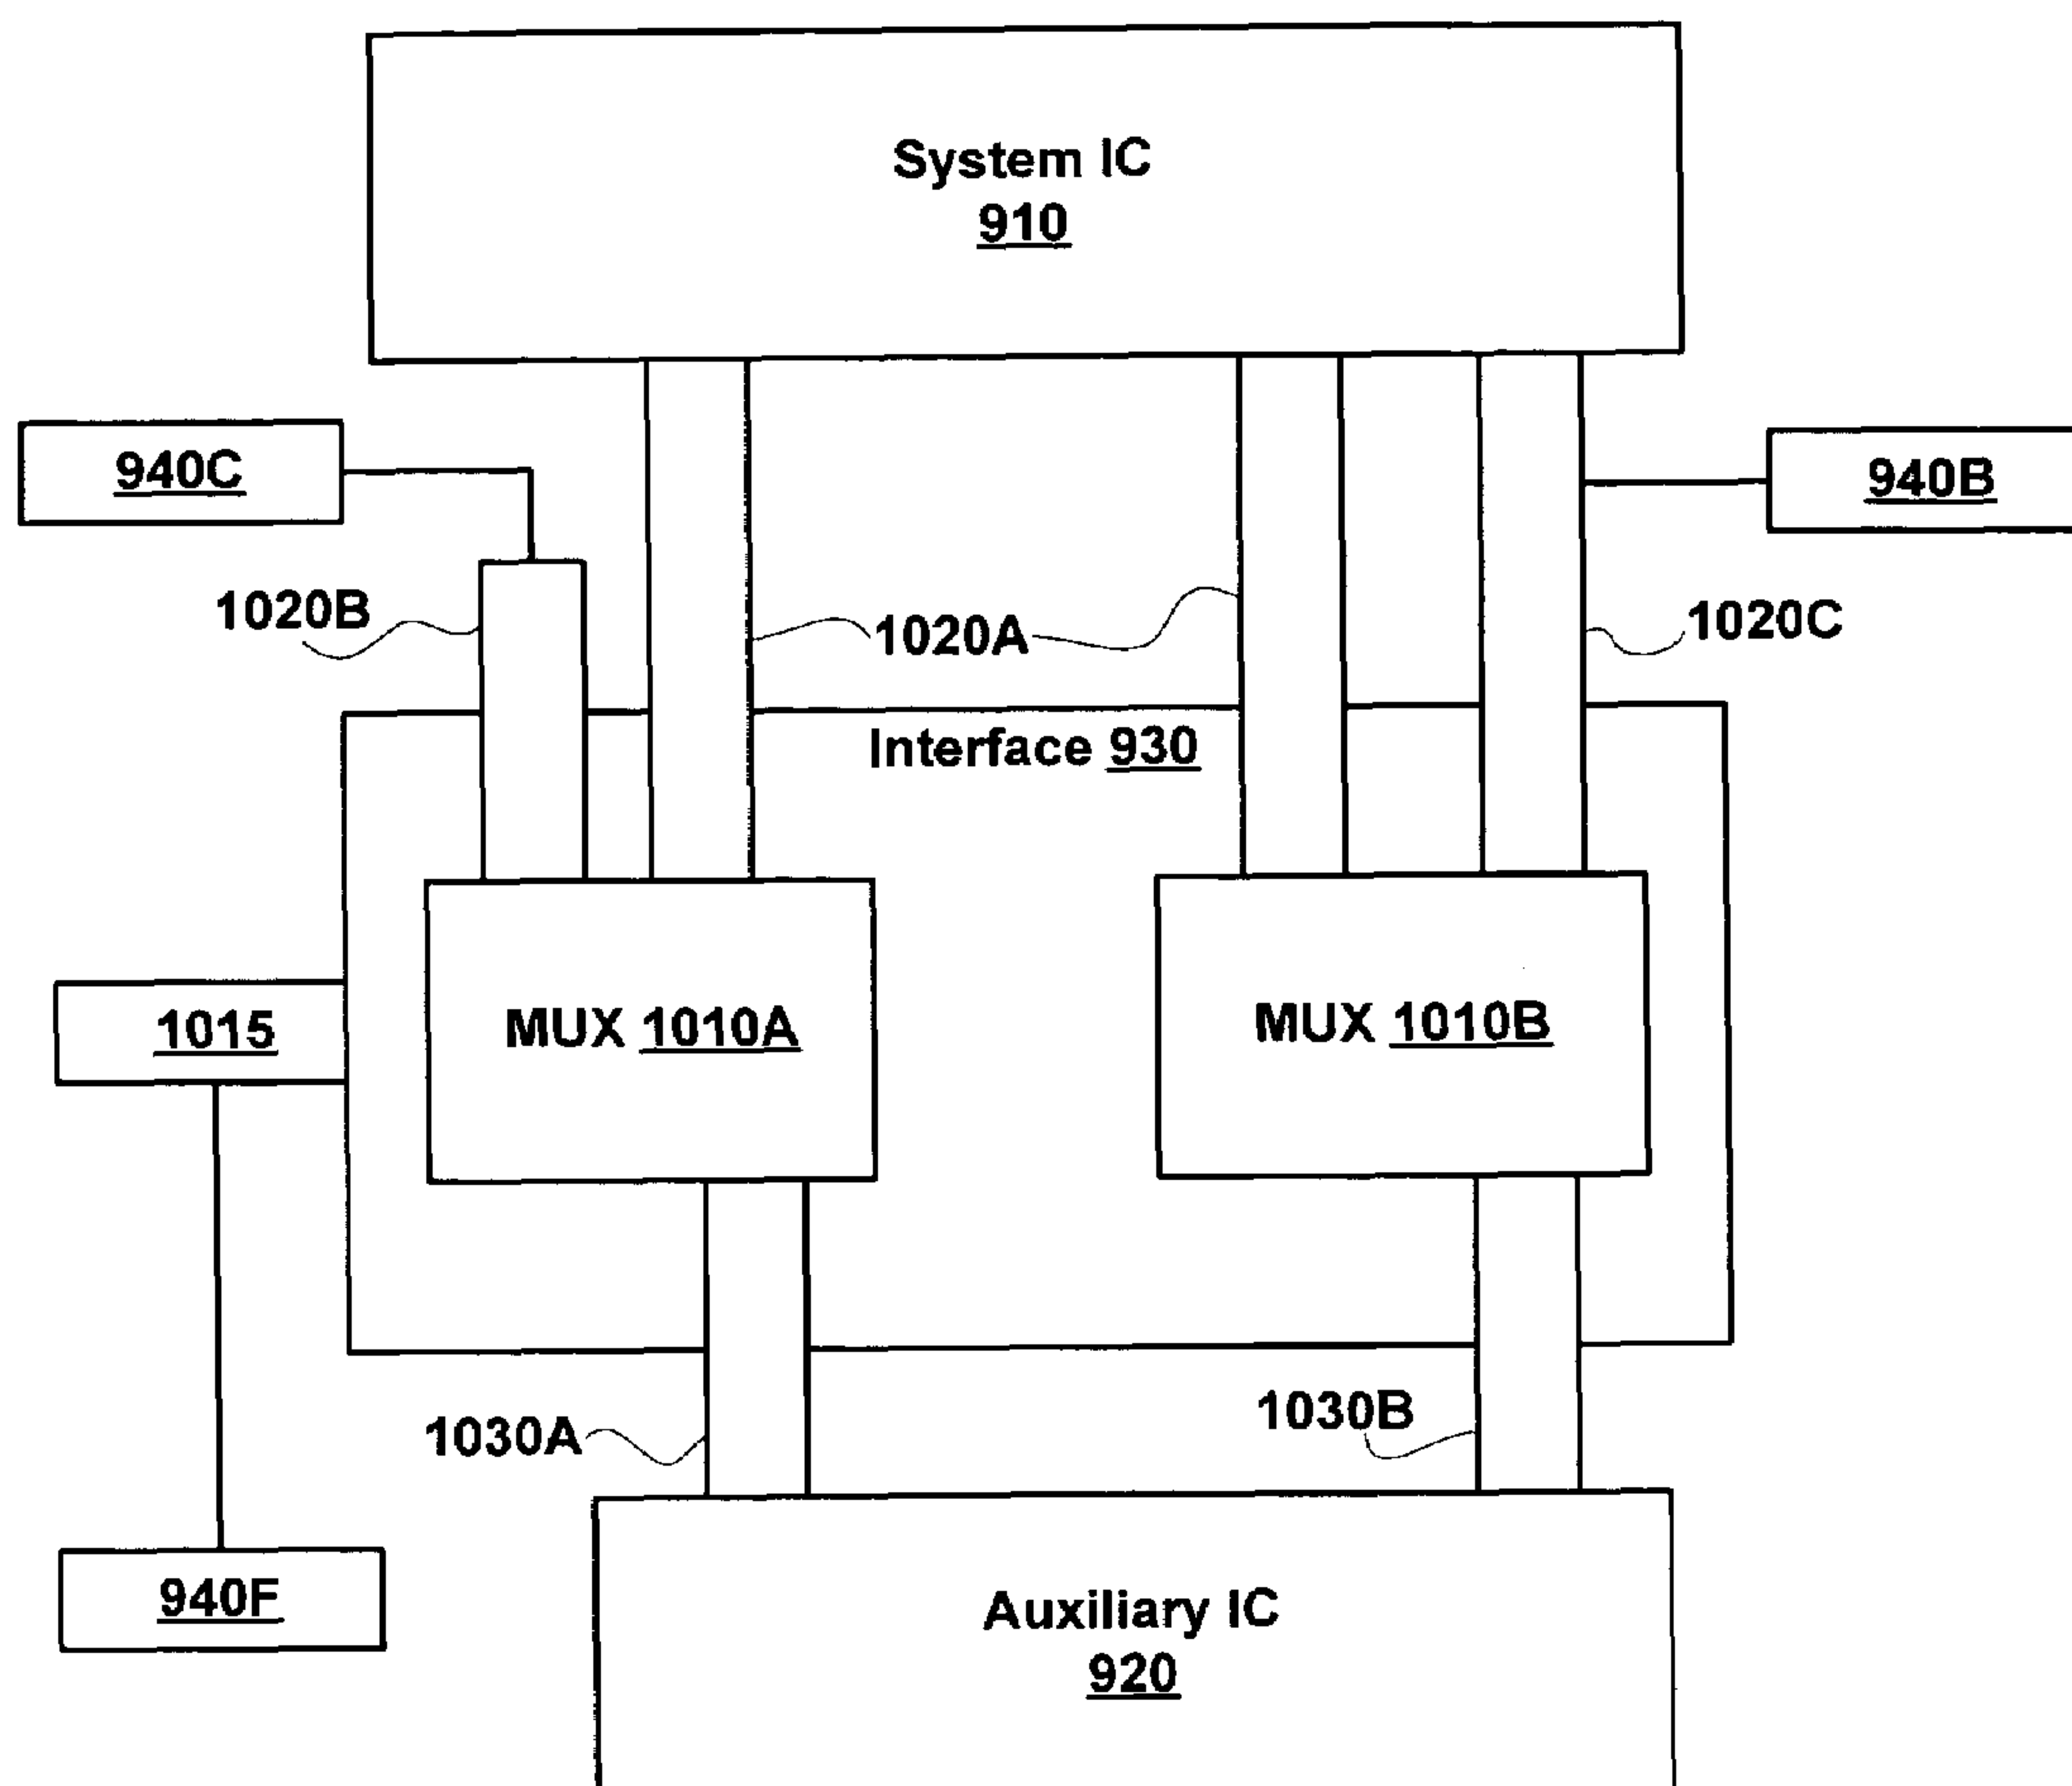 System IC
910
940C
940B
1020B
1020A
1020C
Interface 930
1015
MUX 1010A
MUX 1010B
1030A
1030B
940F
Auxiliary IC
920